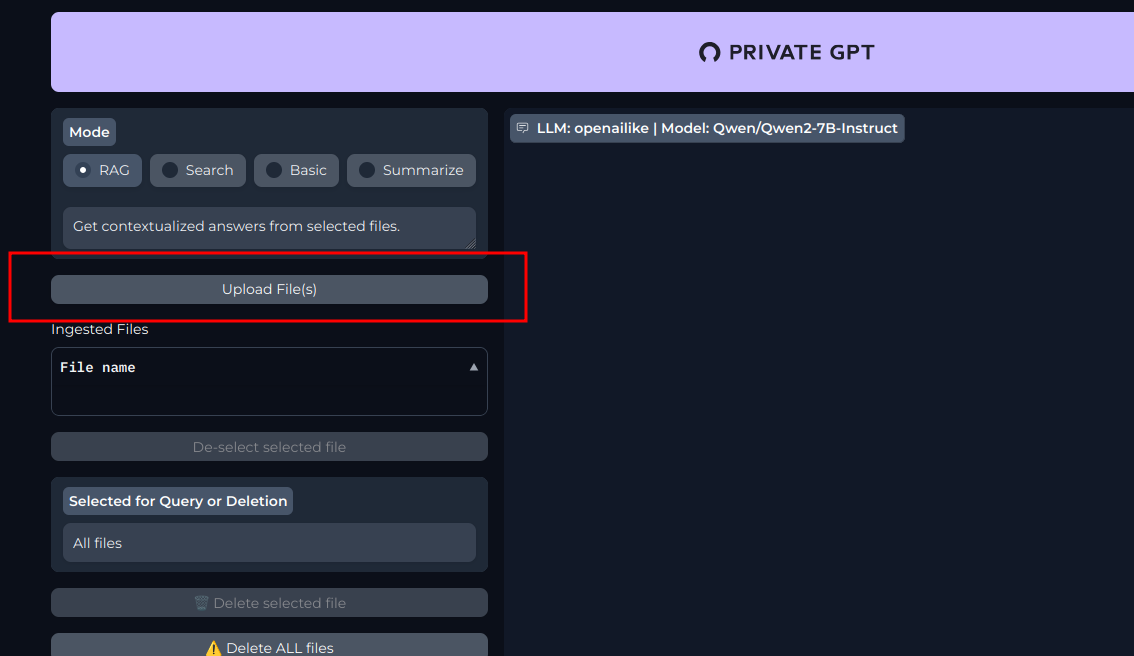 PRIVATE GPT
Mode
RAG
Search
Basic
Summarize
Get contextualized answers from selected files.
Upload File(s)
Ingested Files
File name
De-select selected file
Selected for Query or Deletion
All files
🗑️ Delete selected file
⚠️ Delete ALL files
LLM: openailike | Model: Qwen/Qwen2-7B-Instruct